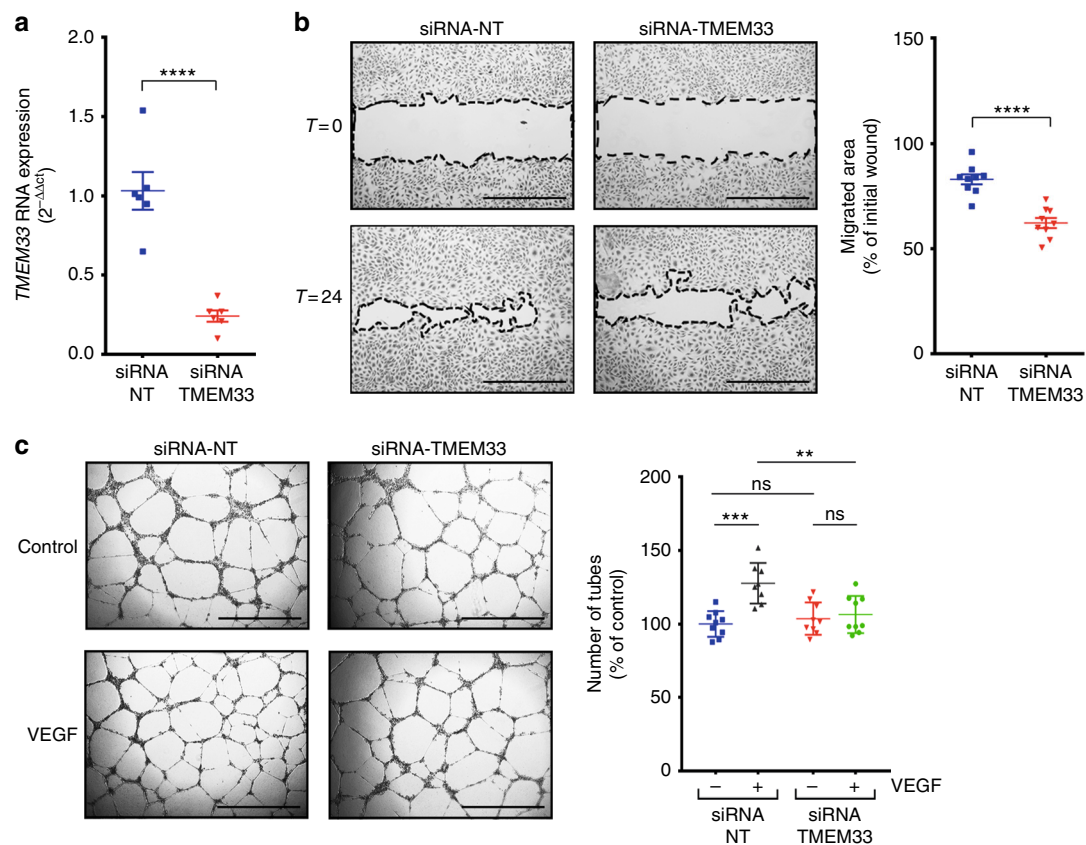 a
2.0
1.5
1.0
0.5
0.0
TMEM33 RNA expression
(2^−ΔΔct)
****
siRNA
NT
siRNA
TMEM33
b
siRNA-NT
siRNA-TMEM33
T=0
T=24
150
100
50
0
Migrated area
(% of initial wound)
****
siRNA
NT
siRNA
TMEM33
c
siRNA-NT
siRNA-TMEM33
Control
VEGF
200
150
100
50
0
Number of tubes
(% of control)
**
ns
***
ns
− + − + VEGF
siRNA
NT
siRNA
TMEM33